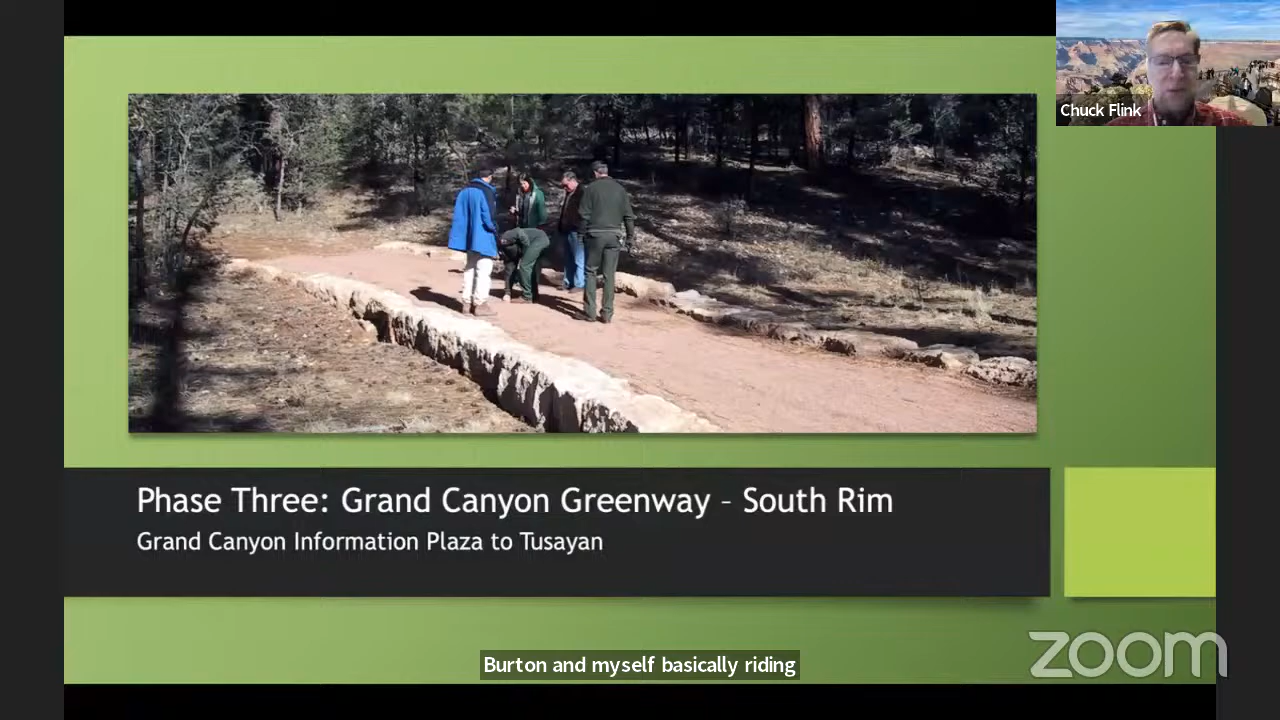 Chuck Flink
Phase Three: Grand Canyon Greenway – South Rim
Grand Canyon Information Plaza to Tusayan
Burton and myself basically riding
zoom